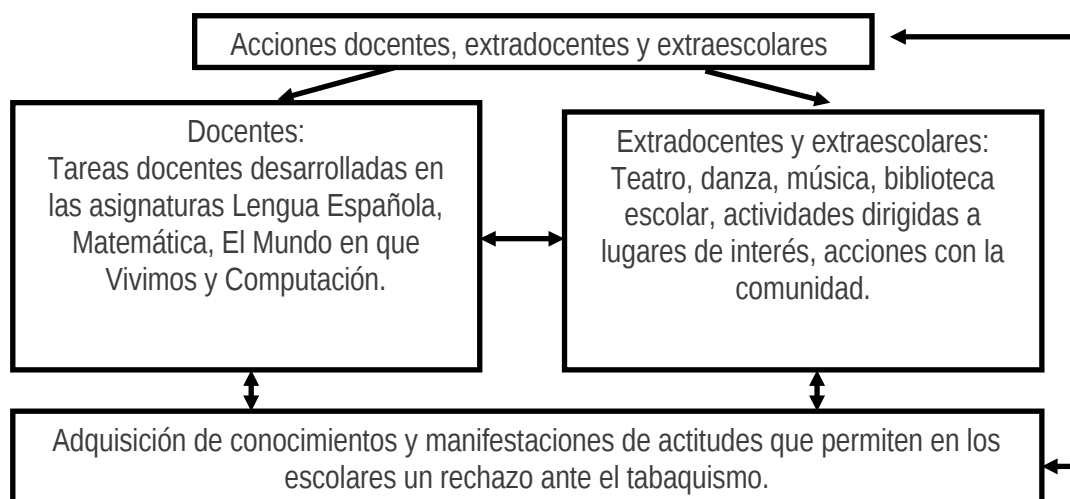 Acciones docentes, extradocentes y extraescolares
Docentes:
Tareas docentes desarrolladas en
las asignaturas Lengua Española,
Matemática, El Mundo en que
Vivimos y Computación.
Extradocentes y extraescolares:
Teatro, danza, música, biblioteca
escolar, actividades dirigidas a
lugares de interés, acciones con la
comunidad.
Adquisición de conocimientos y manifestaciones de actitudes que permiten en los
escolares un rechazo ante el tabaquismo.